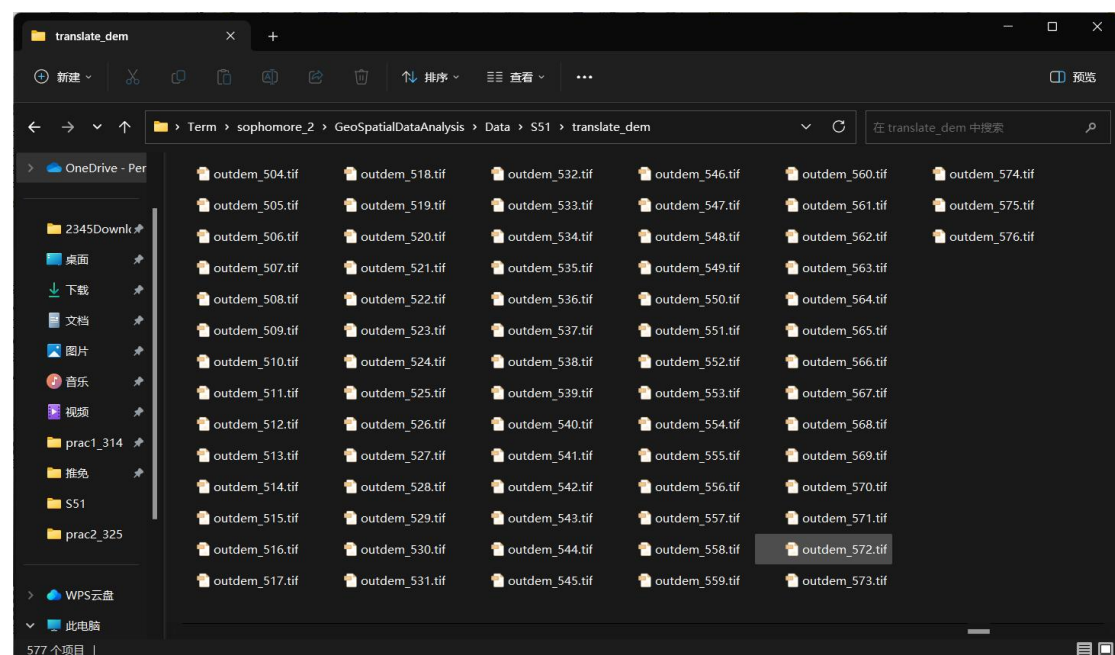 translate_dem
新建
排序
查看
预览
Term > sophomore_2 > GeoSpatialDataAnalysis > Data > S51 > translate_dem
在 translate_dem 中搜索
OneDrive - Per
2345Downlo
桌面
下载
文档
图片
音乐
视频
prac1_314
推免
S51
prac2_325
WPS云盘
此电脑
outdem_504.tif outdem_518.tif outdem_532.tif outdem_546.tif outdem_560.tif outdem_574.tif
outdem_505.tif outdem_519.tif outdem_533.tif outdem_547.tif outdem_561.tif outdem_575.tif
outdem_506.tif outdem_520.tif outdem_534.tif outdem_548.tif outdem_562.tif outdem_576.tif
outdem_507.tif outdem_521.tif outdem_535.tif outdem_549.tif outdem_563.tif
outdem_508.tif outdem_522.tif outdem_536.tif outdem_550.tif outdem_564.tif
outdem_509.tif outdem_523.tif outdem_537.tif outdem_551.tif outdem_565.tif
outdem_510.tif outdem_524.tif outdem_538.tif outdem_552.tif outdem_566.tif
outdem_511.tif outdem_525.tif outdem_539.tif outdem_553.tif outdem_567.tif
outdem_512.tif outdem_526.tif outdem_540.tif outdem_554.tif outdem_568.tif
outdem_513.tif outdem_527.tif outdem_541.tif outdem_555.tif outdem_569.tif
outdem_514.tif outdem_528.tif outdem_542.tif outdem_556.tif outdem_570.tif
outdem_515.tif outdem_529.tif outdem_543.tif outdem_557.tif outdem_571.tif
outdem_516.tif outdem_530.tif outdem_544.tif outdem_558.tif outdem_572.tif
outdem_517.tif outdem_531.tif outdem_545.tif outdem_559.tif outdem_573.tif
577 个项目